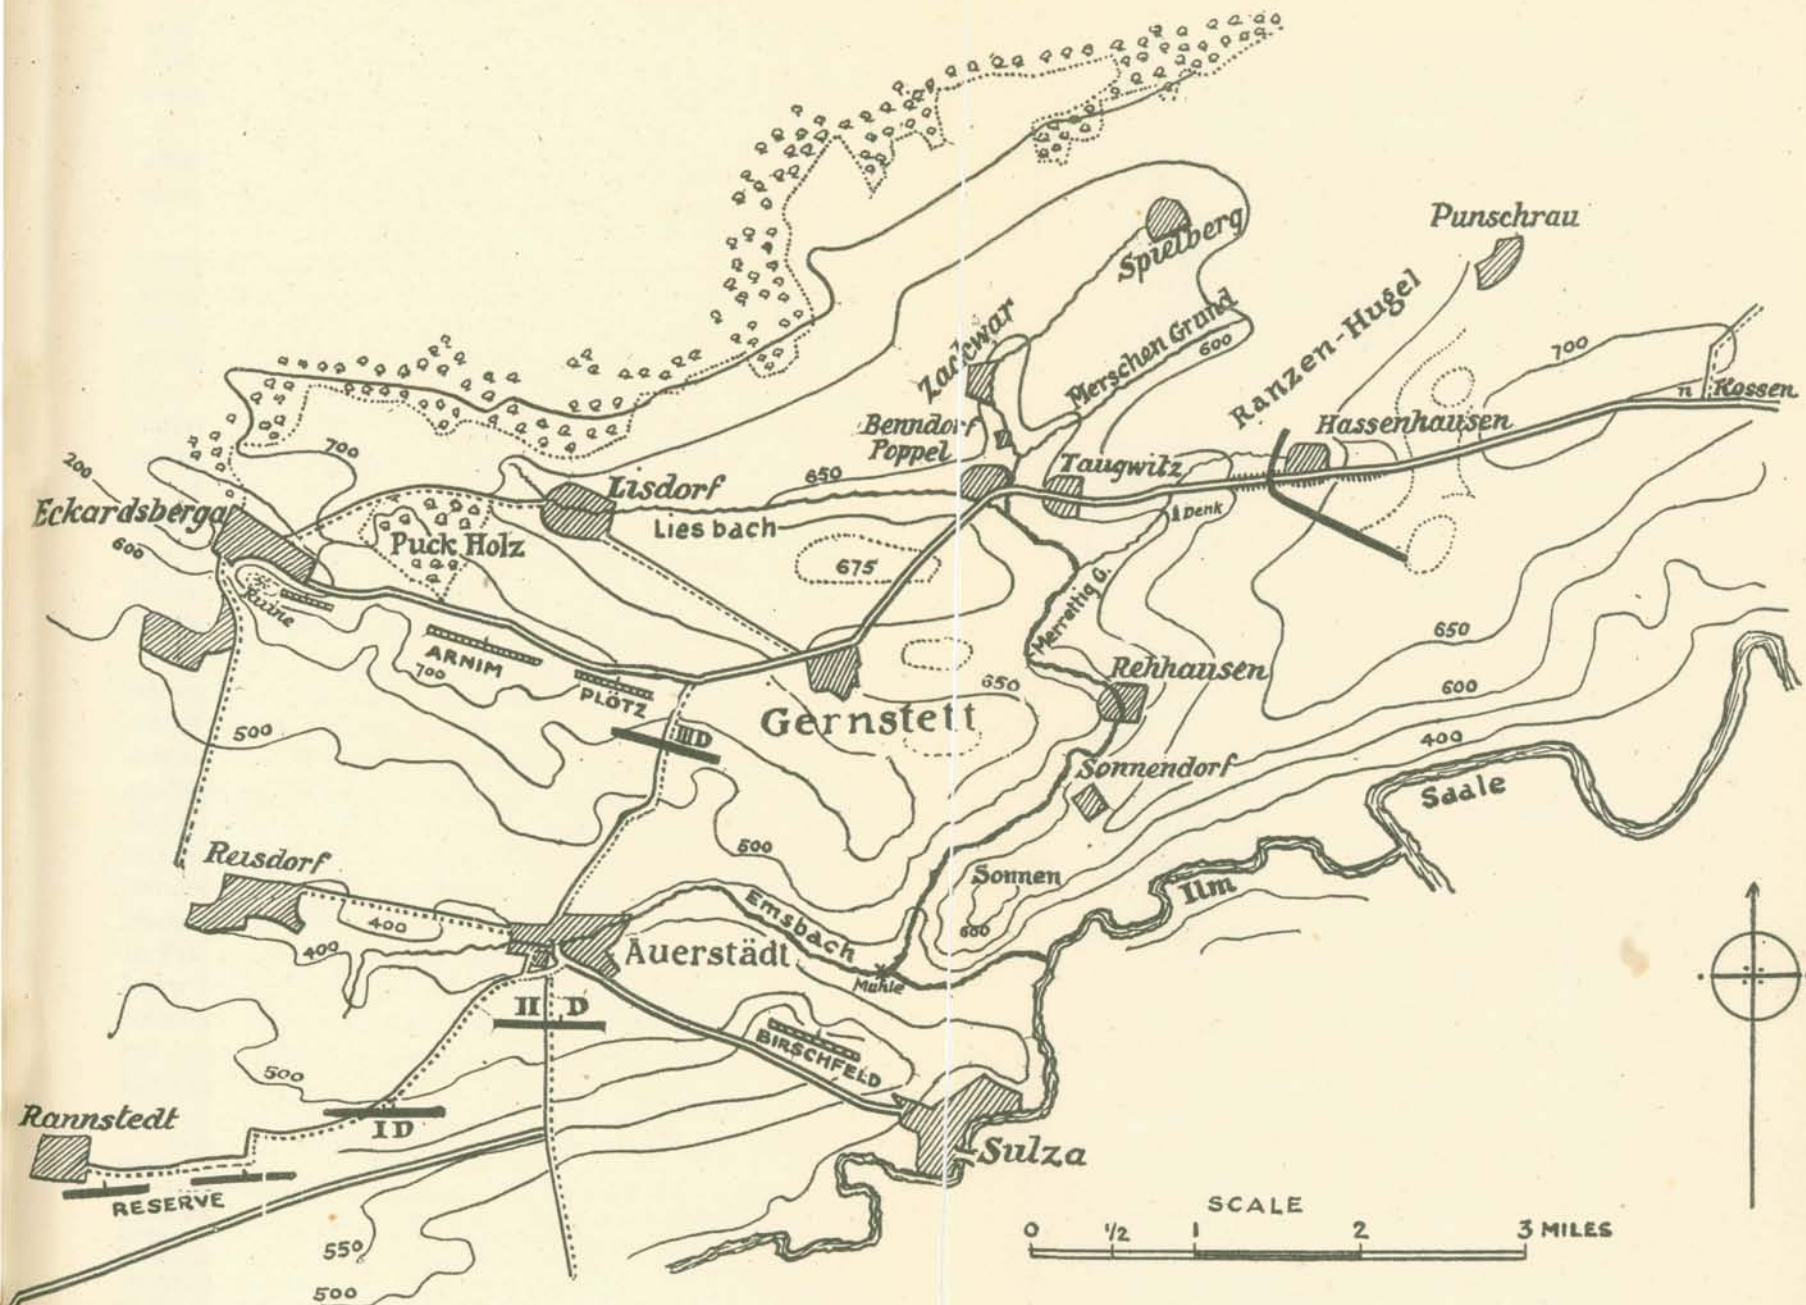 Punschrau
Spielberg
Ranzen-Hugel
Zackwar
Pierschen Grund
600
700
n Kossen
Benndorf
Poppel
Hassenhausen
Taugwitz
200
700
650
Lisdorf
Eckardsberga
Liesbach
Denk
600
Puck Holz
675
Ruine
Merrettig G.
650
ARNIM
700
Rehhausen
PLÖTZ
650
600
Gernstett
500
III D
400
Sonnendorf
Saale
Reisdorf
500
Sonnen
Ilm
Emsbach
400
400
600
Auerstädt
Mühle
II D
BIRSCHFELD
500
Rannstedt
I D
Sulza
RESERVE
SCALE
550
0 1/2 1 2 3 MILES
500